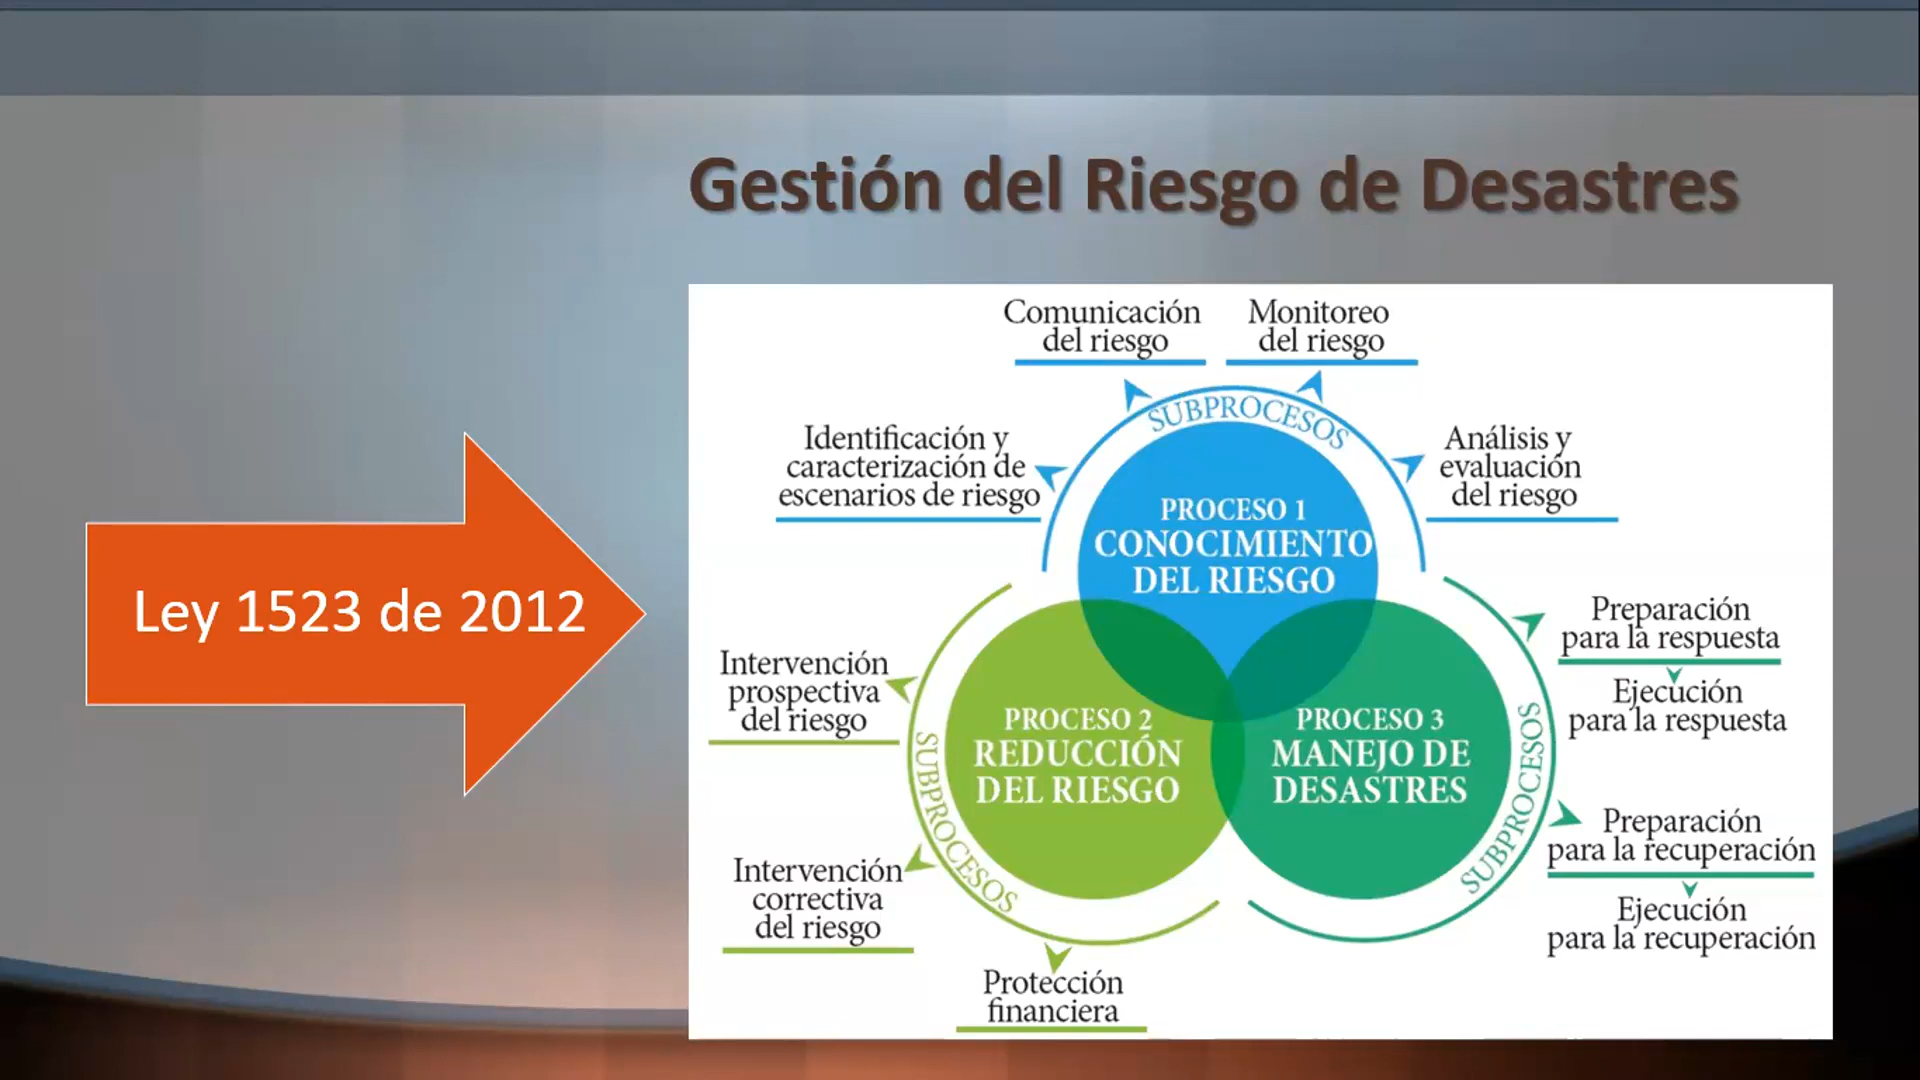 Gestión del Riesgo de Desastres
Ley 1523 de 2012
Comunicación
del riesgo
Monitoreo
del riesgo
SUBPROCESOS
Identificación y
caracterización de
escenarios de riesgo
Análisis y
evaluación
del riesgo
PROCESO 1
CONOCIMIENTO
DEL RIESGO
Intervención
prospectiva
del riesgo
SUBPROCESOS
PROCESO 2
REDUCCIÓN
DEL RIESGO
Intervención
correctiva
del riesgo
Protección
financiera
PROCESO 3
MANEJO DE
DESASTRES
SUBPROCESOS
Preparación
para la respuesta
Ejecución
para la respuesta
Preparación
para la recuperación
Ejecución
para la recuperación